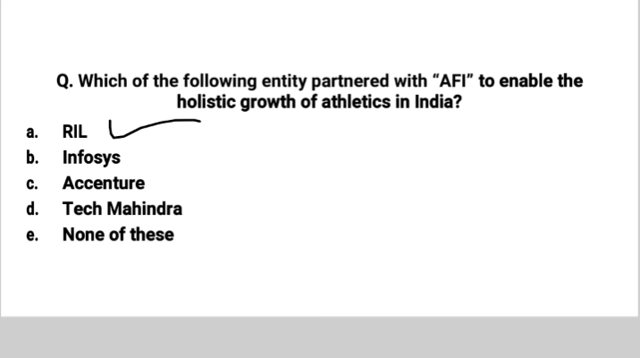 Q. Which of the following entity partnered with “AFI” to enable the
holistic growth of athletics in India?
a. RIL
b. Infosys
c. Accenture
d. Tech Mahindra
e. None of these